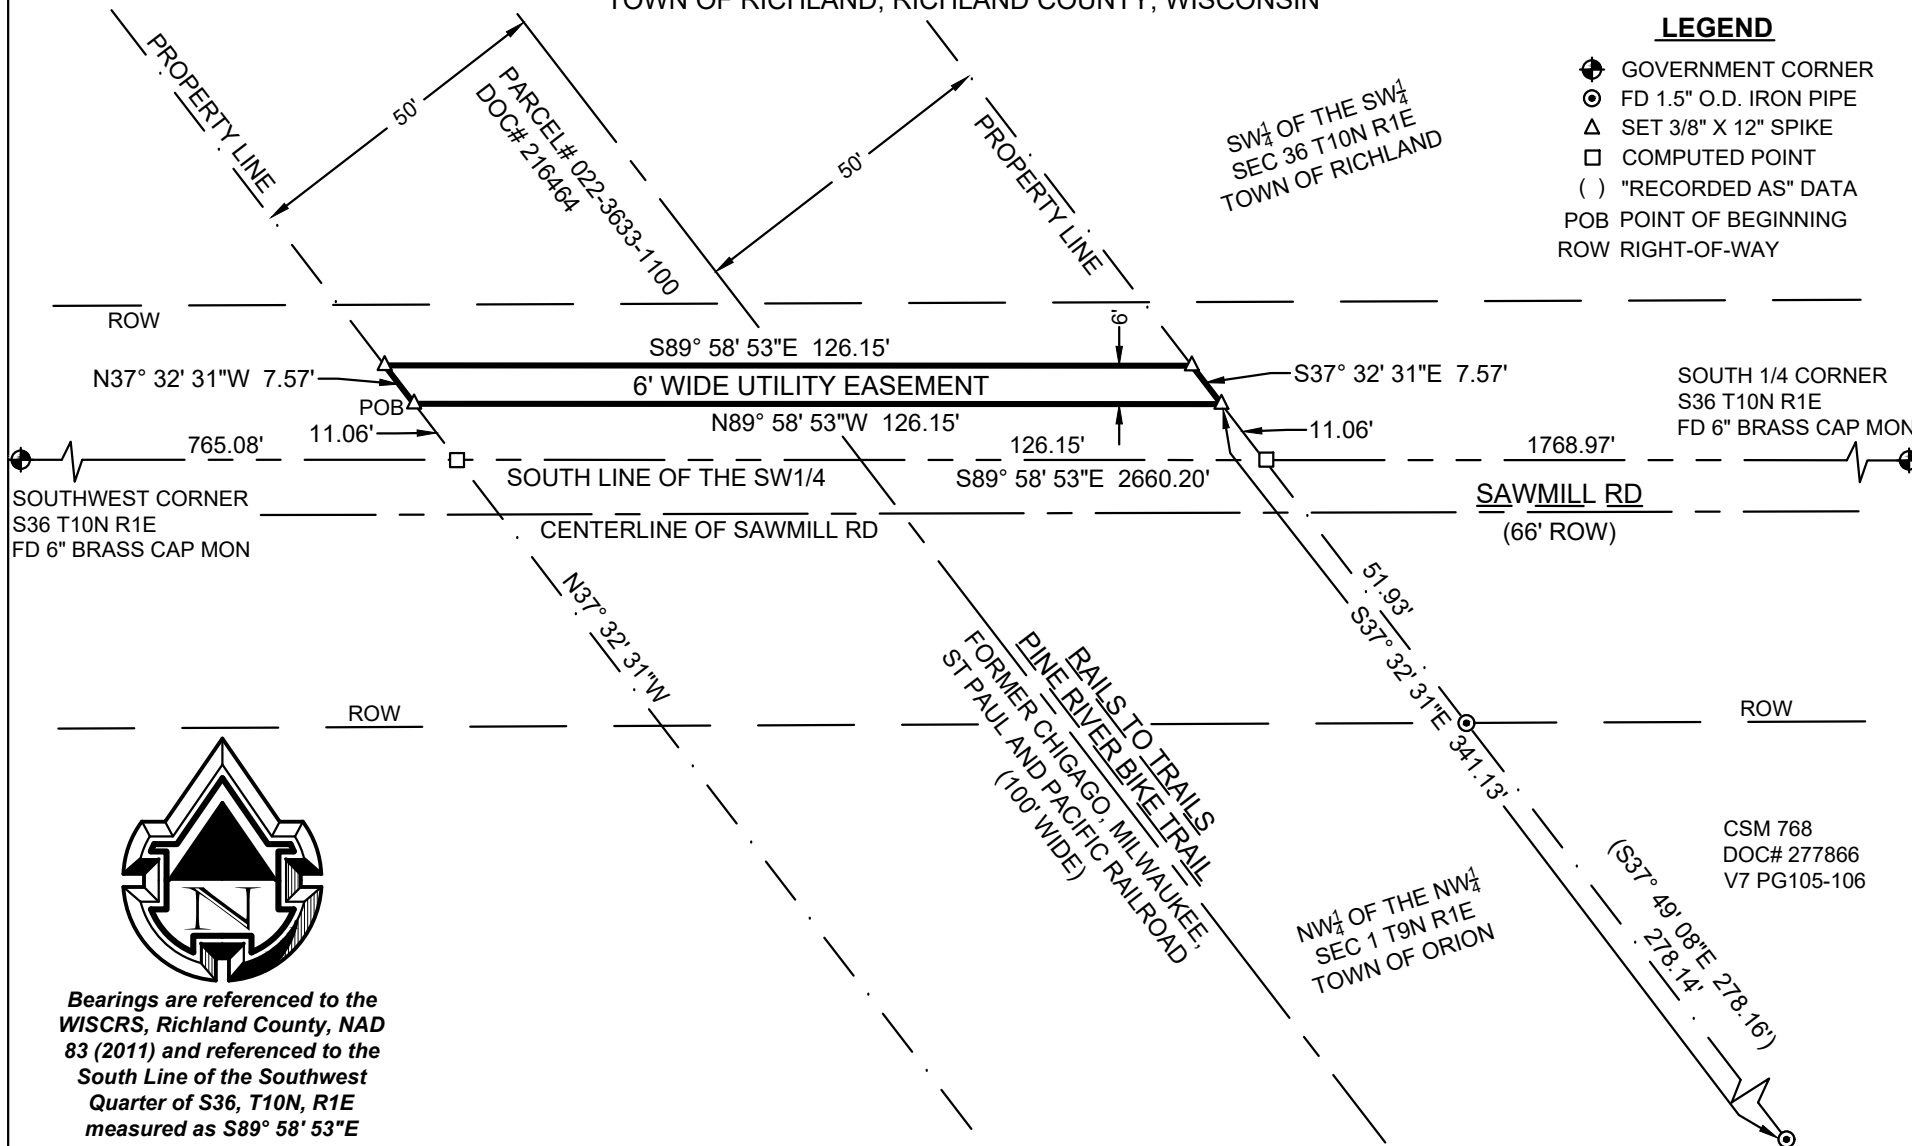 TOWN OF RICHLAND, RICHLAND COUNTY, WISCONSIN
LEGEND
GOVERNMENT CORNER
FD 1.5" O.D. IRON PIPE
SET 3/8" X 12" SPIKE
COMPUTED POINT
( ) "RECORDED AS" DATA
POB POINT OF BEGINNING
ROW RIGHT-OF-WAY
PROPERTY LINE
50'
PARCEL# 022-3633-1100
DOC# 216464
50'
PROPERTY LINE
SW1/4 OF THE SW1/4
SEC 36 T10N R1E
TOWN OF RICHLAND
ROW
6'
S89° 58' 53"E 126.15'
N37° 32' 31"W 7.57'
6' WIDE UTILITY EASEMENT
S37° 32' 31"E 7.57'
POB
N89° 58' 53"W 126.15'
SOUTH 1/4 CORNER
S36 T10N R1E
FD 6" BRASS CAP MON
765.08'
11.06'
126.15'
11.06'
1768.97'
SOUTHWEST CORNER
S36 T10N R1E
FD 6" BRASS CAP MON
SOUTH LINE OF THE SW1/4
S89° 58' 53"E 2660.20'
SAWMILL RD
(66' ROW)
CENTERLINE OF SAWMILL RD
N37° 32' 31"W
51.93'
S37° 32' 31"E 341.13'
RAILS TO TRAILS
PINE RIVER BIKE TRAIL
FORMER CHIGAGO, MILWAUKEE,
ST PAUL AND PACIFIC RAILROAD
(100' WIDE)
ROW
ROW
N
CSM 768
DOC# 277866
V7 PG105-106
(S37° 49' 08"E 278.16')
278.14'
NW1/4 OF THE NW1/4
SEC 1 T9N R1E
TOWN OF ORION
Bearings are referenced to the
WISCRS, Richland County, NAD
83 (2011) and referenced to the
South Line of the Southwest
Quarter of S36, T10N, R1E
measured as S89° 58' 53"E